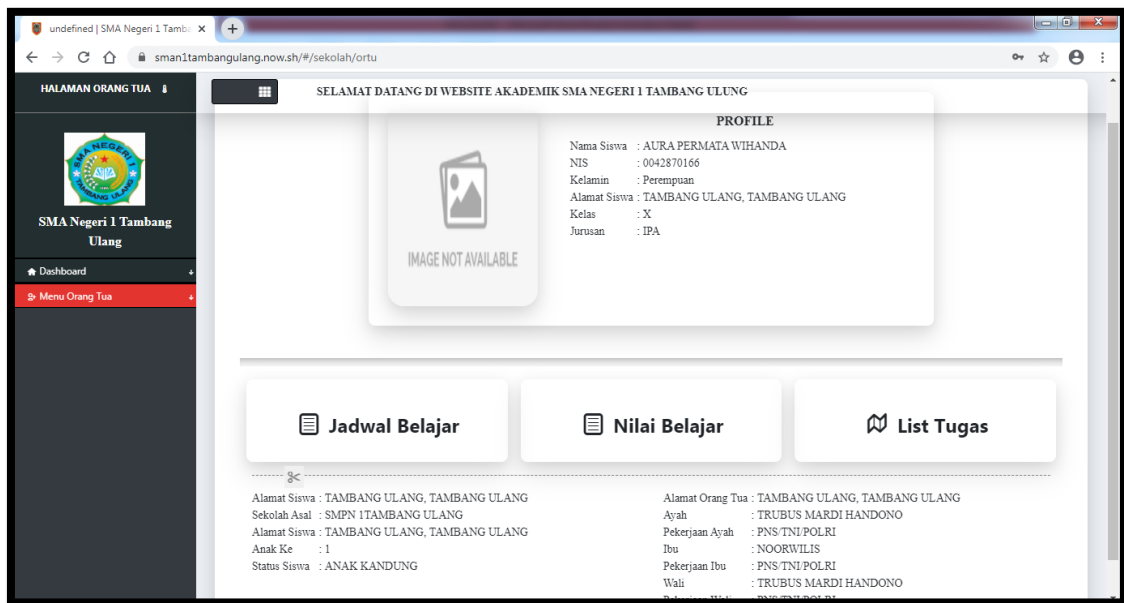 undefined | SMA Negeri 1 Tamba
sman1tambangulang.now.sh/#/sekolah/ortu
HALAMAN ORANG TUA
SELAMAT DATANG DI WEBSITE AKADEMIK SMA NEGERI 1 TAMBANG ULUNG
SMA Negeri 1 Tambang
Ulang
Dashboard
Menu Orang Tua
IMAGE NOT AVAILABLE
PROFILE
Nama Siswa : AURA PERMATA WIHANDA
NIS : 0042870166
Kelamin : Perempuan
Alamat Siswa : TAMBANG ULANG, TAMBANG ULANG
Kelas : X
Jurusan : IPA
Jadwal Belajar
Nilai Belajar
List Tugas
Alamat Siswa : TAMBANG ULANG, TAMBANG ULANG
Sekolah Asal : SMPN 1TAMBANG ULANG
Alamat Siswa : TAMBANG ULANG, TAMBANG ULANG
Anak Ke : 1
Status Siswa : ANAK KANDUNG
Alamat Orang Tua : TAMBANG ULANG, TAMBANG ULANG
Ayah : TRUBUS MARDI HANDONO
Pekerjaan Ayah : PNS/TNI/POLRI
Ibu : NOORWILIS
Pekerjaan Ibu : PNS/TNI/POLRI
Wali : TRUBUS MARDI HANDONO
Pekerjaan Wali : PNS/TNI/POLRI